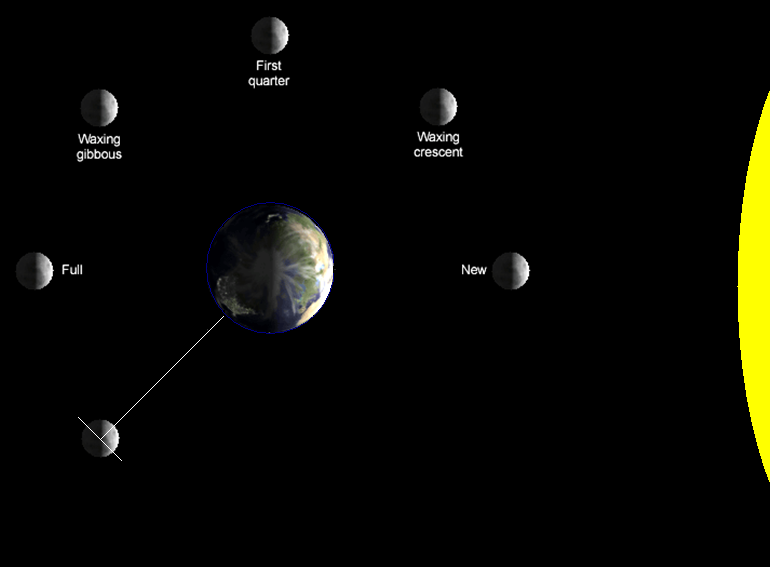 First
quarter
Waxing
gibbous
Waxing
crescent
Full
New